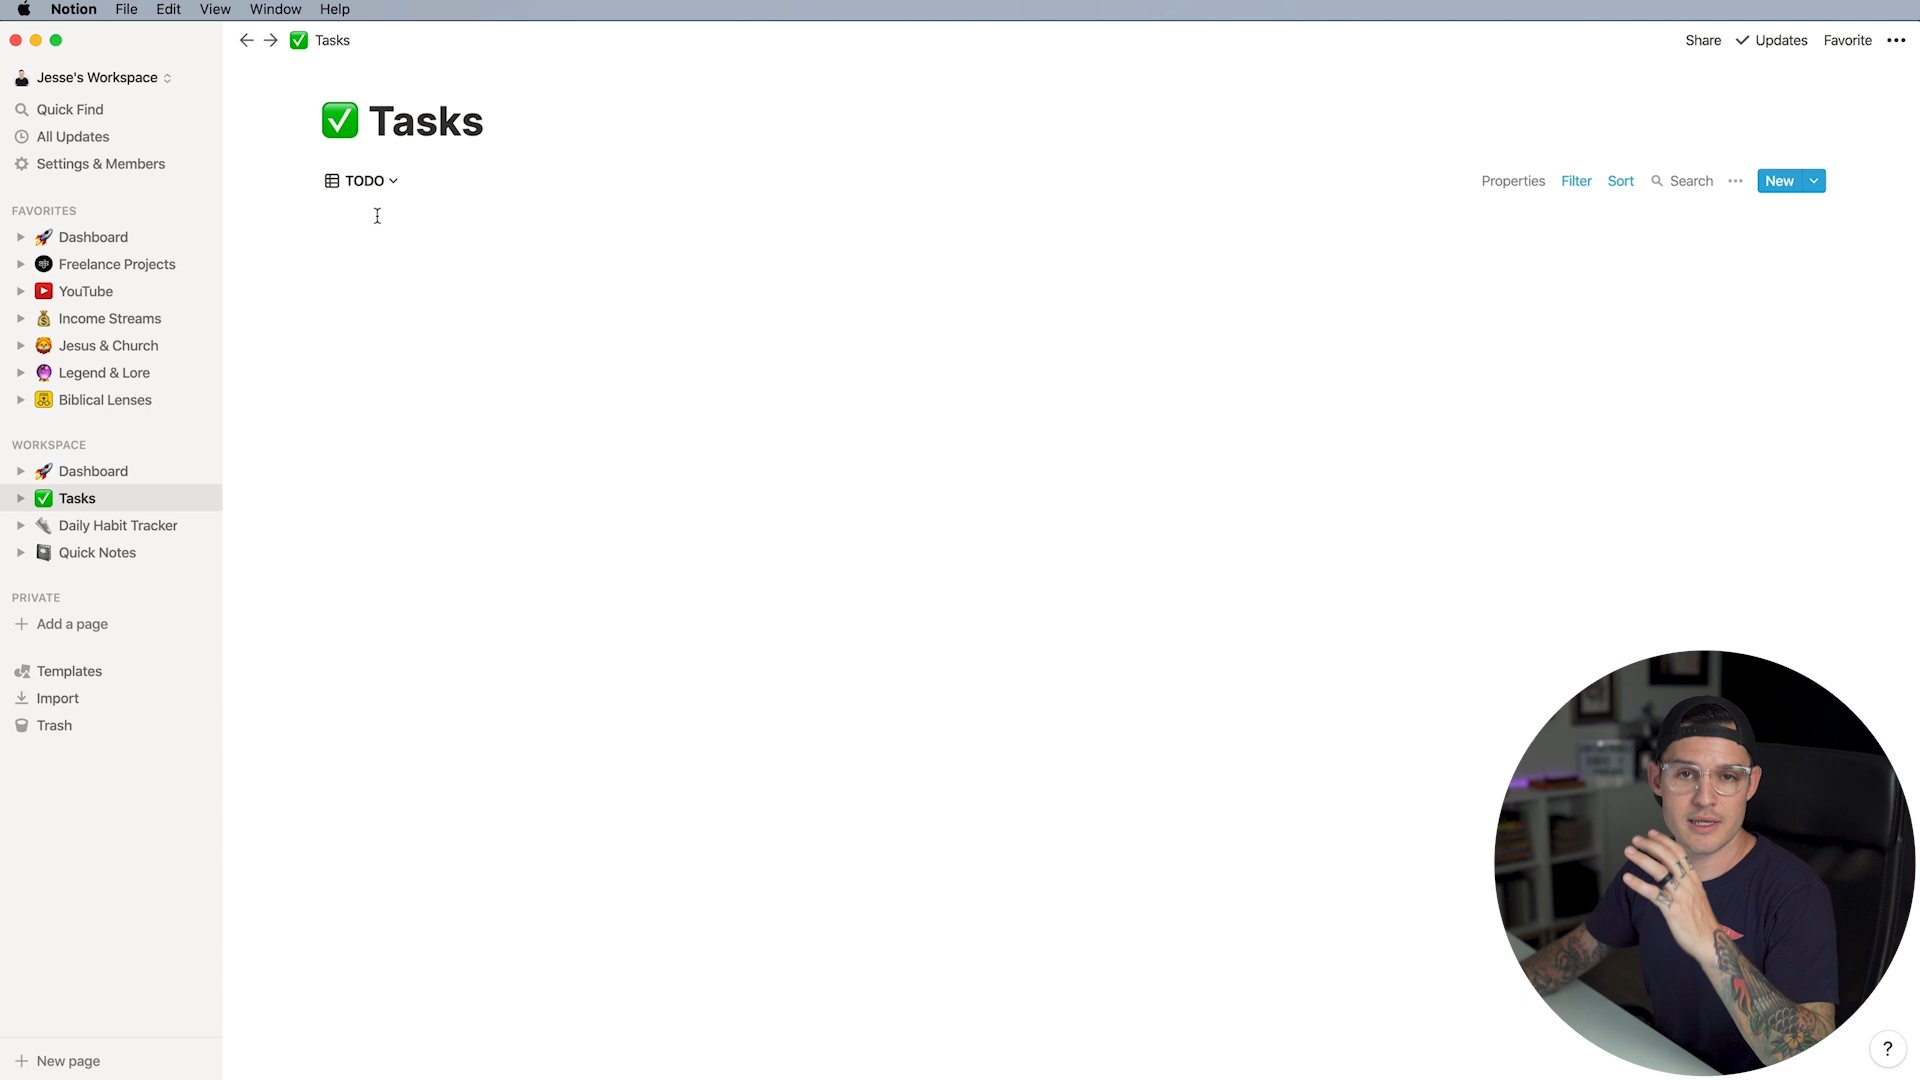 Notion File Edit View Window Help
Tasks
Share Updates Favorite
Jesse's Workspace
Quick Find
All Updates
Settings & Members
FAVORITES
Dashboard
Freelance Projects
YouTube
Income Streams
Jesus & Church
Legend & Lore
Biblical Lenses
WORKSPACE
Dashboard
Tasks
Daily Habit Tracker
Quick Notes
PRIVATE
Add a page
Templates
Import
Trash
New page
Tasks
TODO
Properties Filter Sort Search New
?